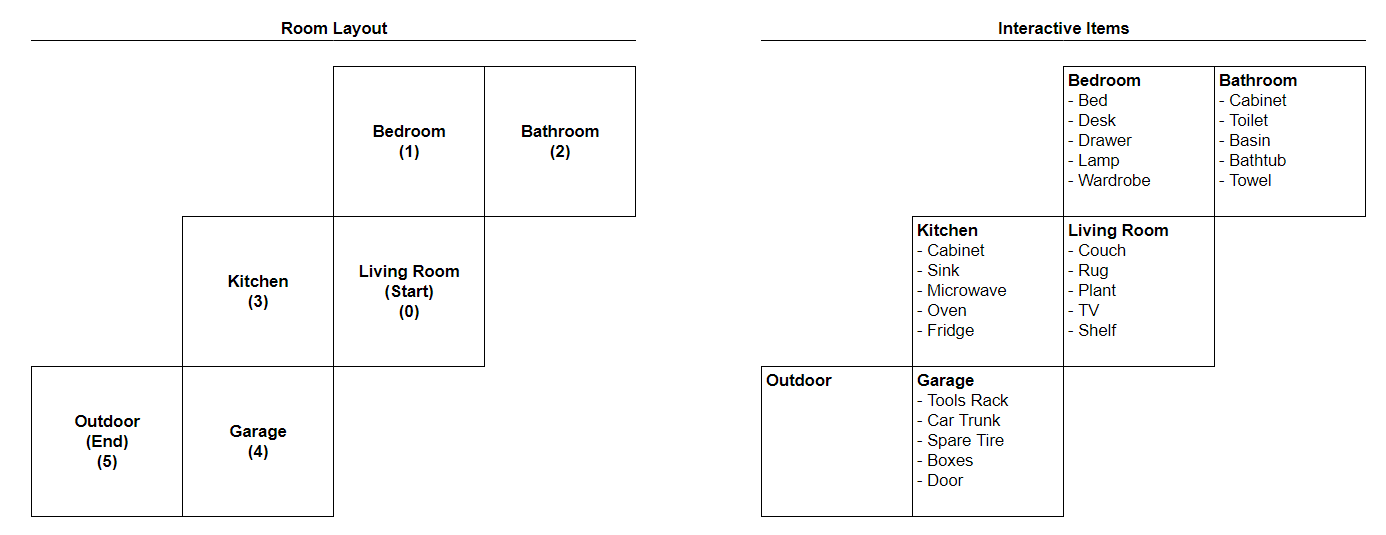 Room Layout
Bedroom
(1)
Bathroom
(2)
Kitchen
(3)
Living Room
(Start)
(0)
Outdoor
(End)
(5)
Garage
(4)
Interactive Items
Bedroom
- Bed
- Desk
- Drawer
- Lamp
- Wardrobe
Bathroom
- Cabinet
- Toilet
- Basin
- Bathtub
- Towel
Kitchen
- Cabinet
- Sink
- Microwave
- Oven
- Fridge
Living Room
- Couch
- Rug
- Plant
- TV
- Shelf
Outdoor
Garage
- Tools Rack
- Car Trunk
- Spare Tire
- Boxes
- Door